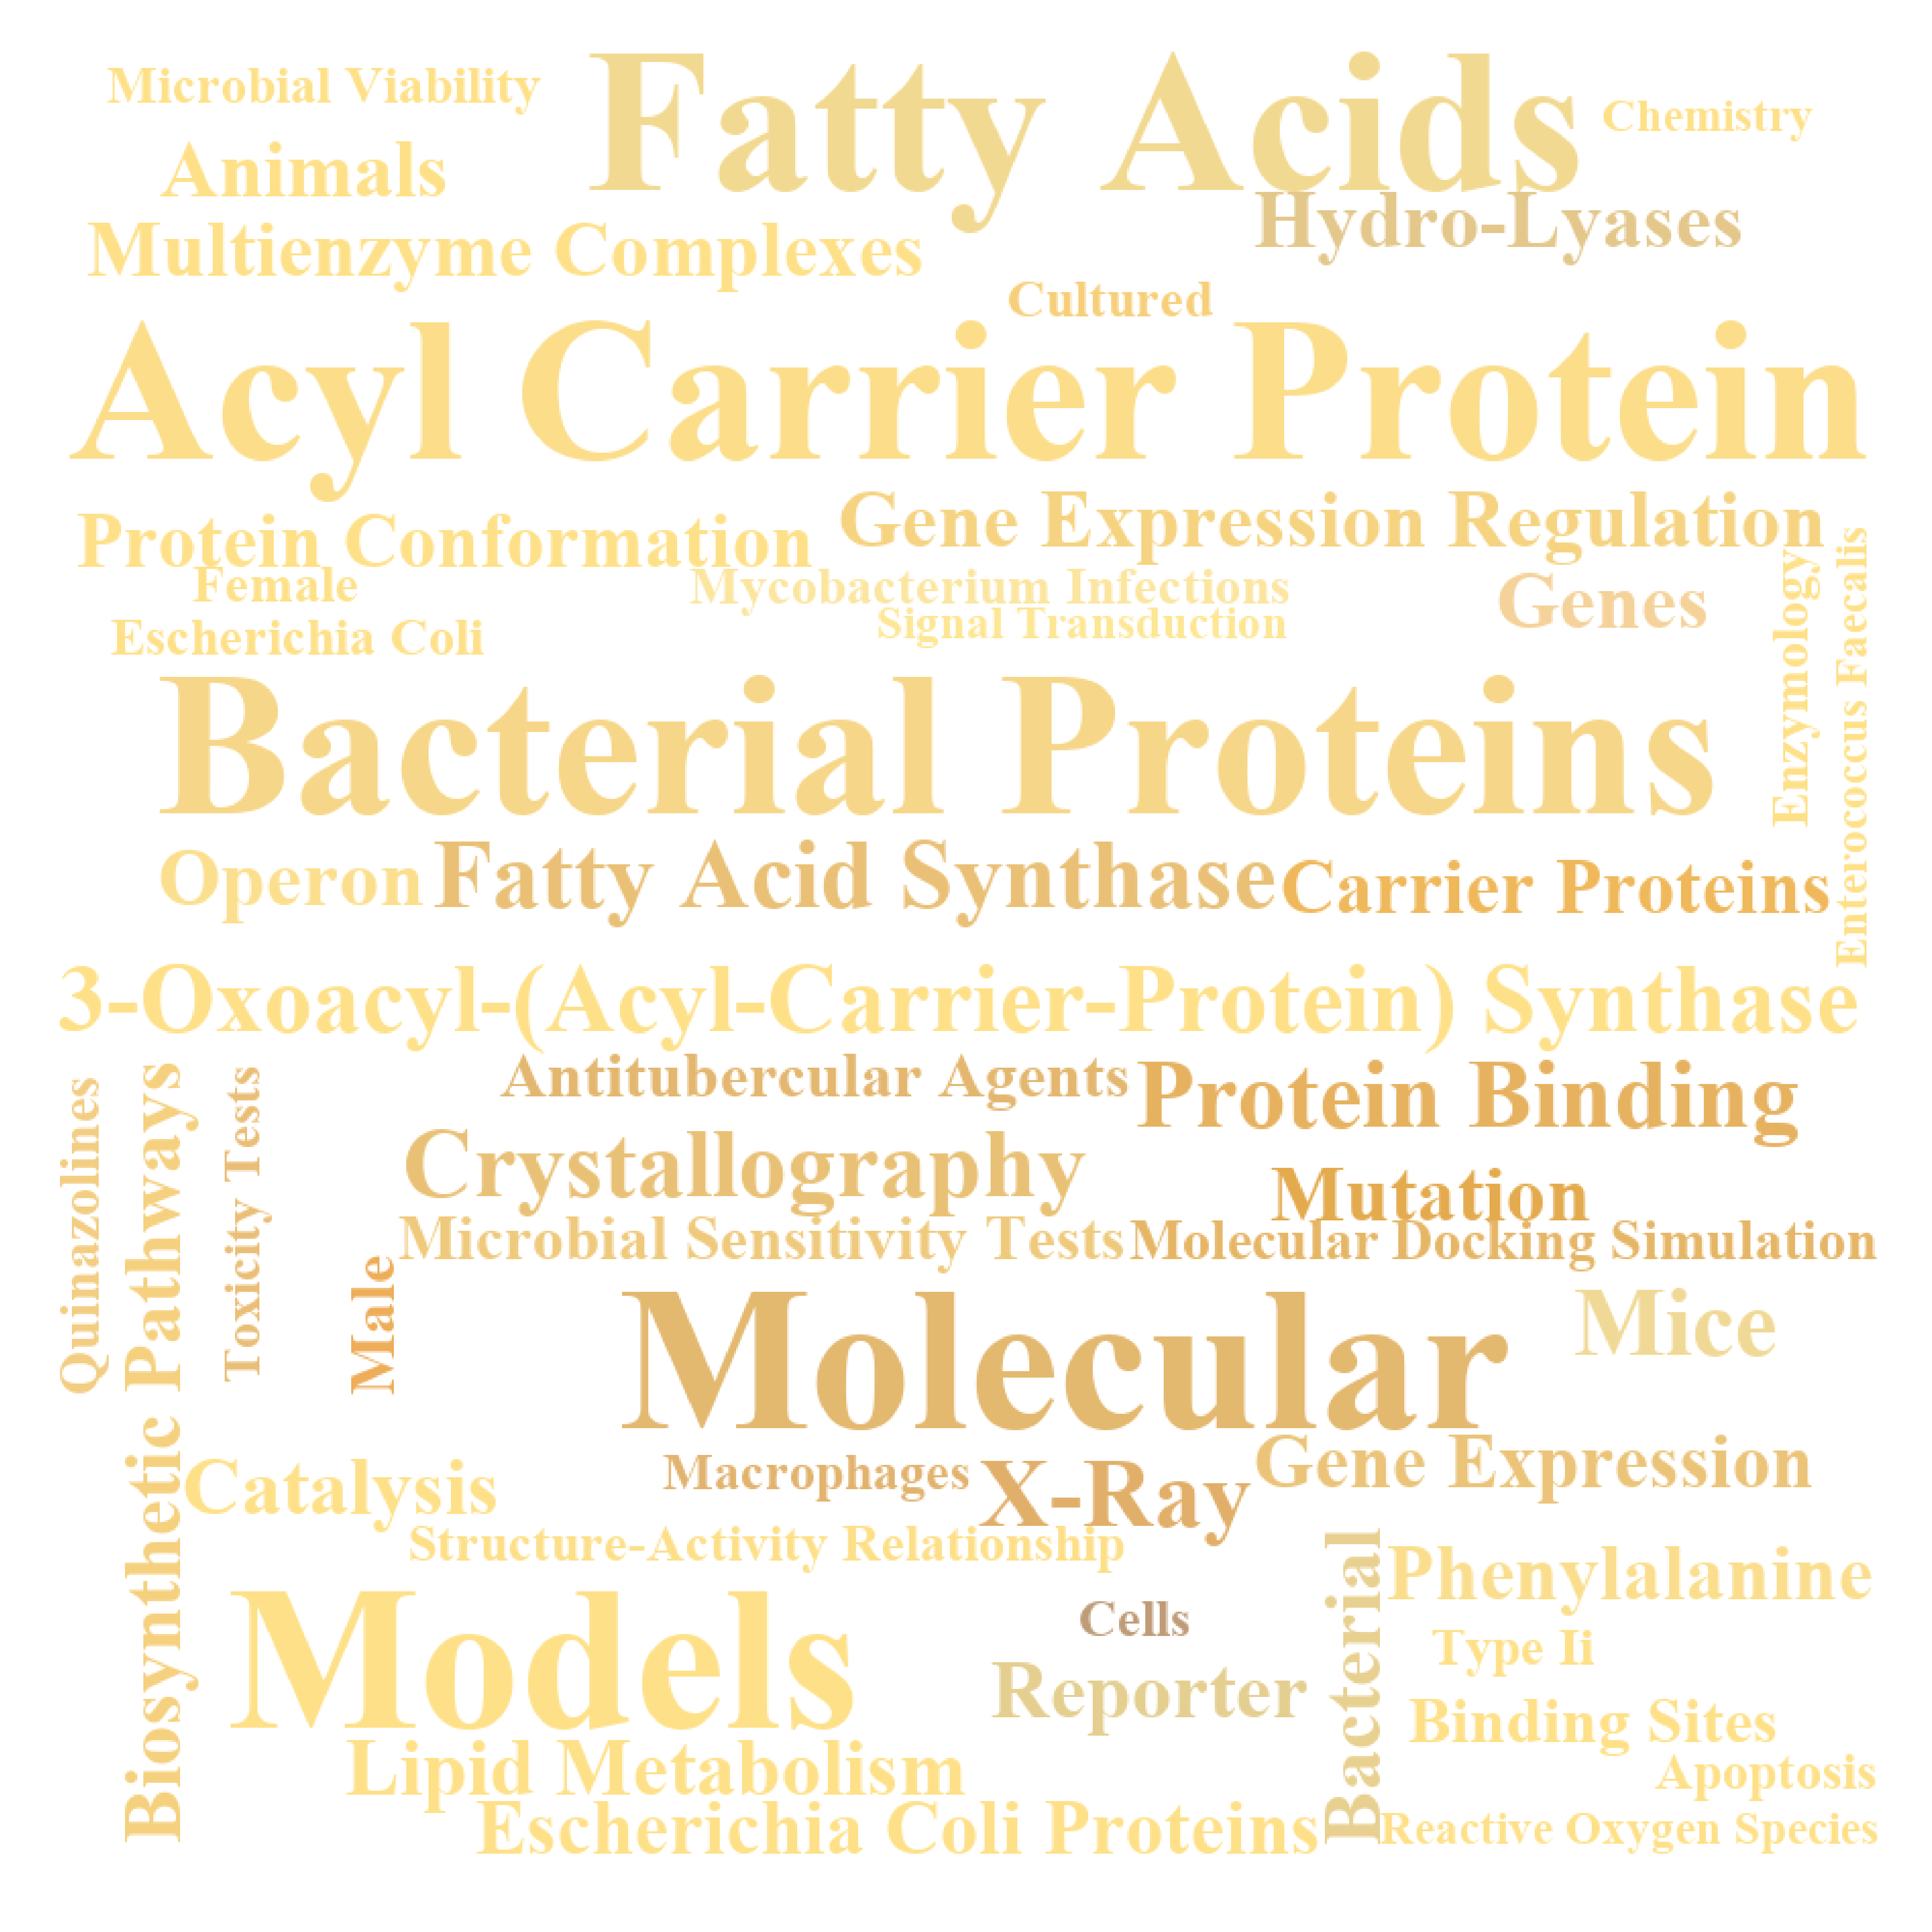 Fatty Acids
Microbial Viability
Chemistry
Animals
Hydro-Lyases
Multienzyme Complexes
Cultured
Acyl Carrier Protein
Gene Expression Regulation
Protein Conformation
Female
Mycobacterium Infections
Genes
Signal Transduction
Escherichia Coli
Enzymology
Enterococcus Faecalis
Bacterial Proteins
Operon
Fatty Acid Synthase
Carrier Proteins
3-Oxoacyl-(Acyl-Carrier-Protein) Synthase
Antitubercular Agents
Protein Binding
Quinazolines
Biosynthetic Pathways
Toxicity Tests
Male
Crystallography
Mutation
Microbial Sensitivity Tests
Molecular Docking Simulation
Molecular
Mice
Catalysis
Macrophages
X-Ray
Gene Expression
Structure-Activity Relationship
Bacterial
Phenylalanine
Models
Cells
Type Ii
Reporter
Binding Sites
Lipid Metabolism
Apoptosis
Escherichia Coli Proteins
Reactive Oxygen Species